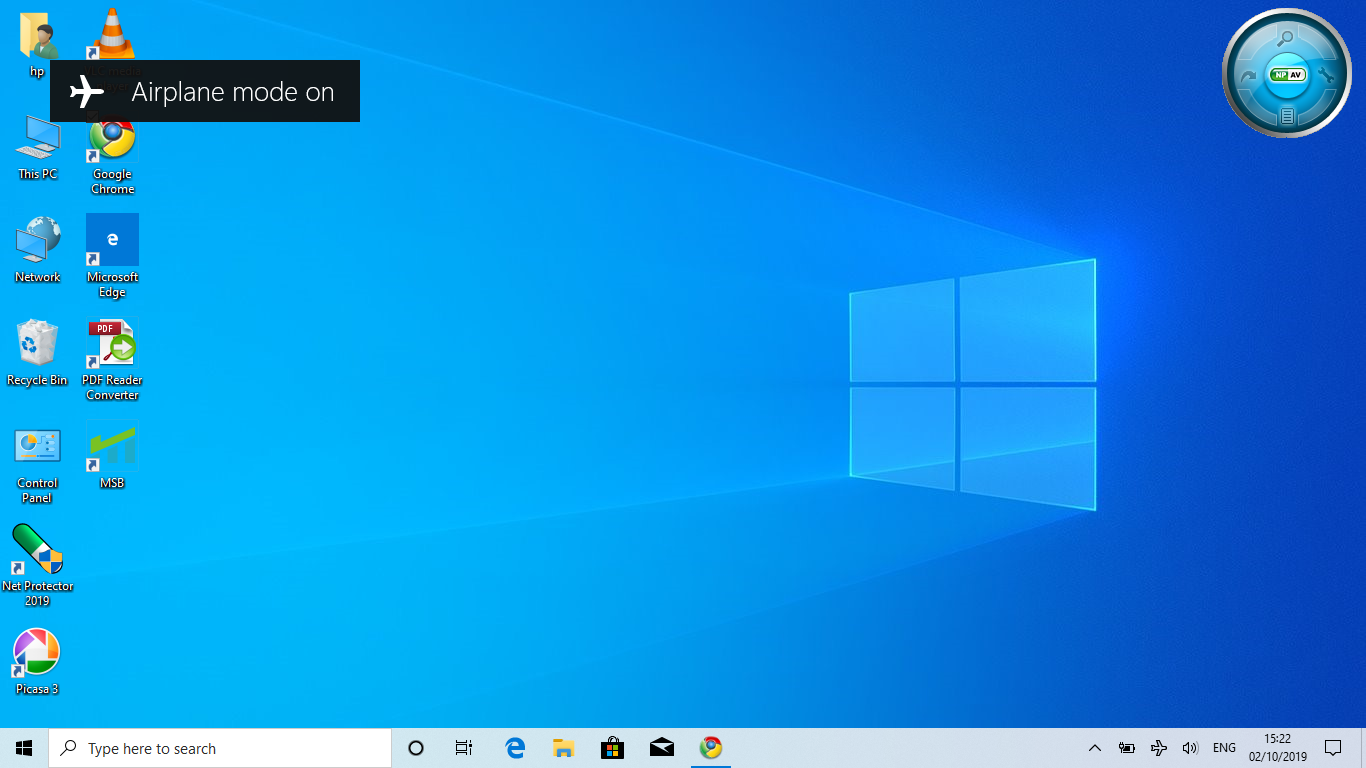 hp
Airplane mode on
This PC
Google
Chrome
Network
e
Microsoft
Edge
Recycle Bin
PDF
PDF Reader
Converter
Control
Panel
MSB
Net Protector
2019
Picasa 3
NP AV
Type here to search
ENG
15:22
02/10/2019